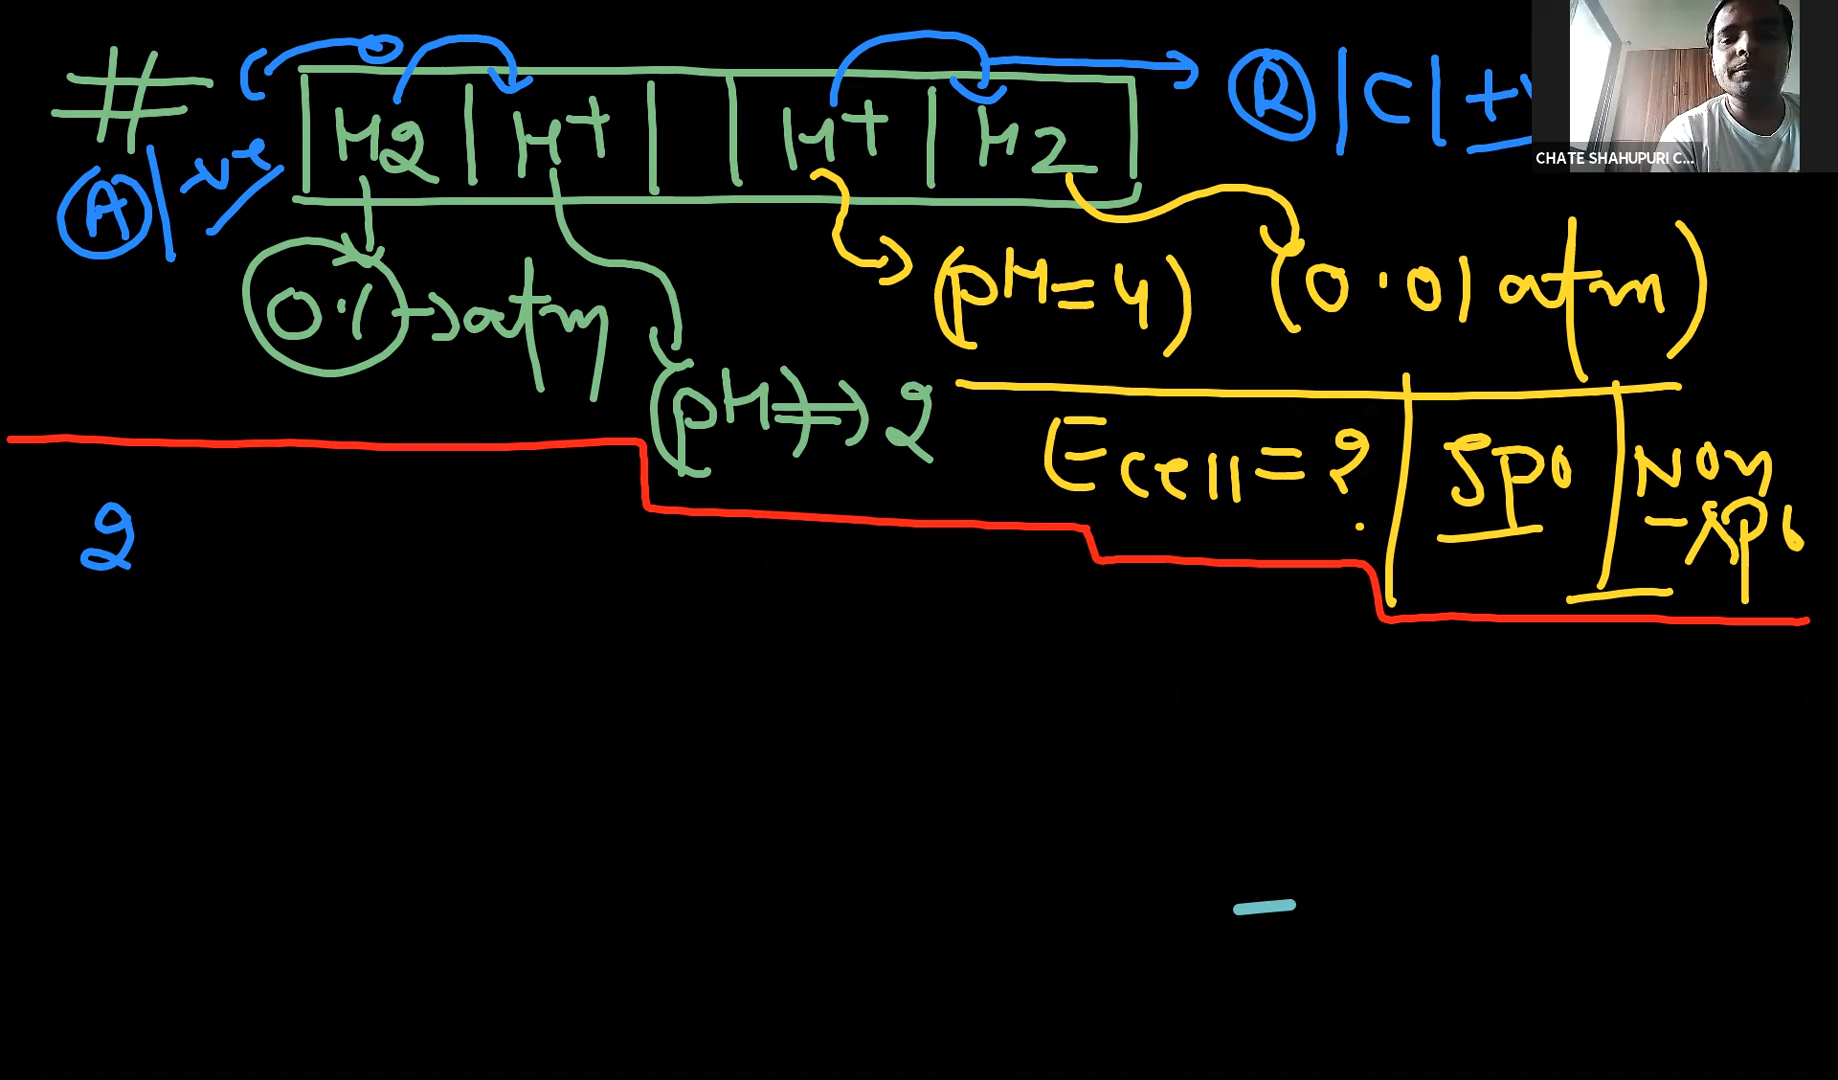 #
H2 | H+ | | H+ | H2
(R) | C | +v
(A) | -ve
0.1 → atm
(pH = 4) (0.01 atm)
(pH) ⇒ 2
Ecell = ? | Spo | Non
-spo
2
CHATE SHAHUPURI C...